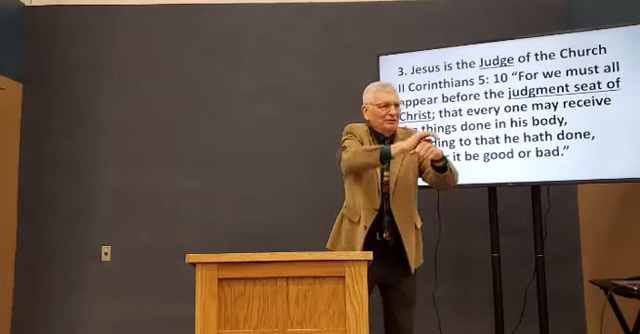 3. Jesus is the Judge of the Church
II Corinthians 5: 10 "For we must all
appear before the judgment seat of
Christ; that every one may receive
things done in his body,
to that he hath done,
it be good or bad."